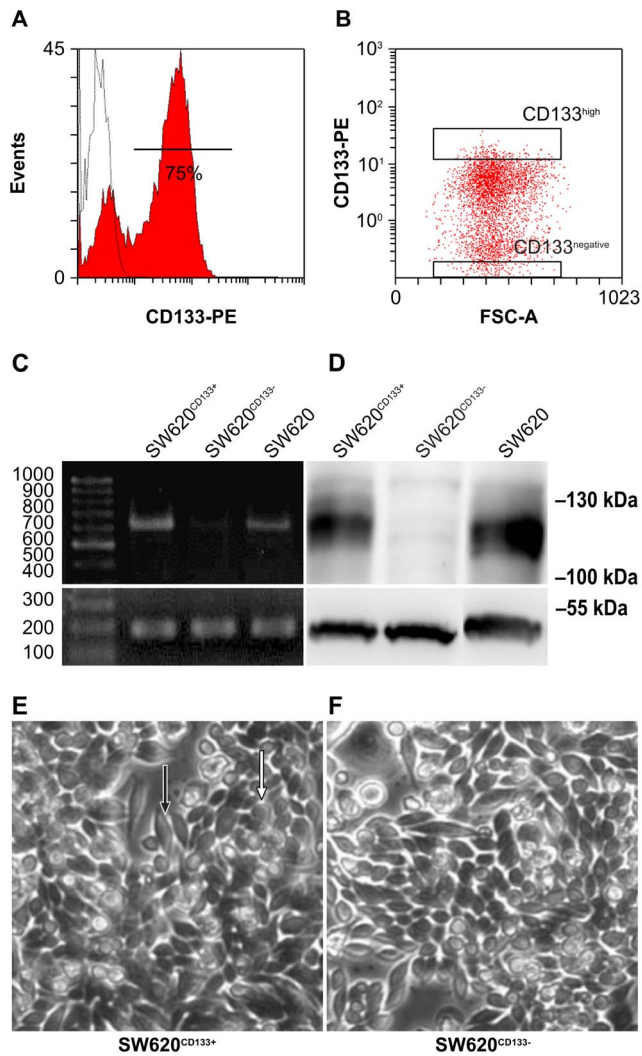 A
45
Events
75%
0
CD133-PE
B
10³
10²
10¹
10⁰
CD133-PE
CD133high
CD133negative
0
1023
FSC-A
C
SW620CD133+
SW620CD133-
SW620
1000
900
800
700
600
500
400
300
200
100
D
SW620CD133+
SW620CD133-
SW620
–130 kDa
–100 kDa
–55 kDa
E
SW620CD133+
F
SW620CD133-